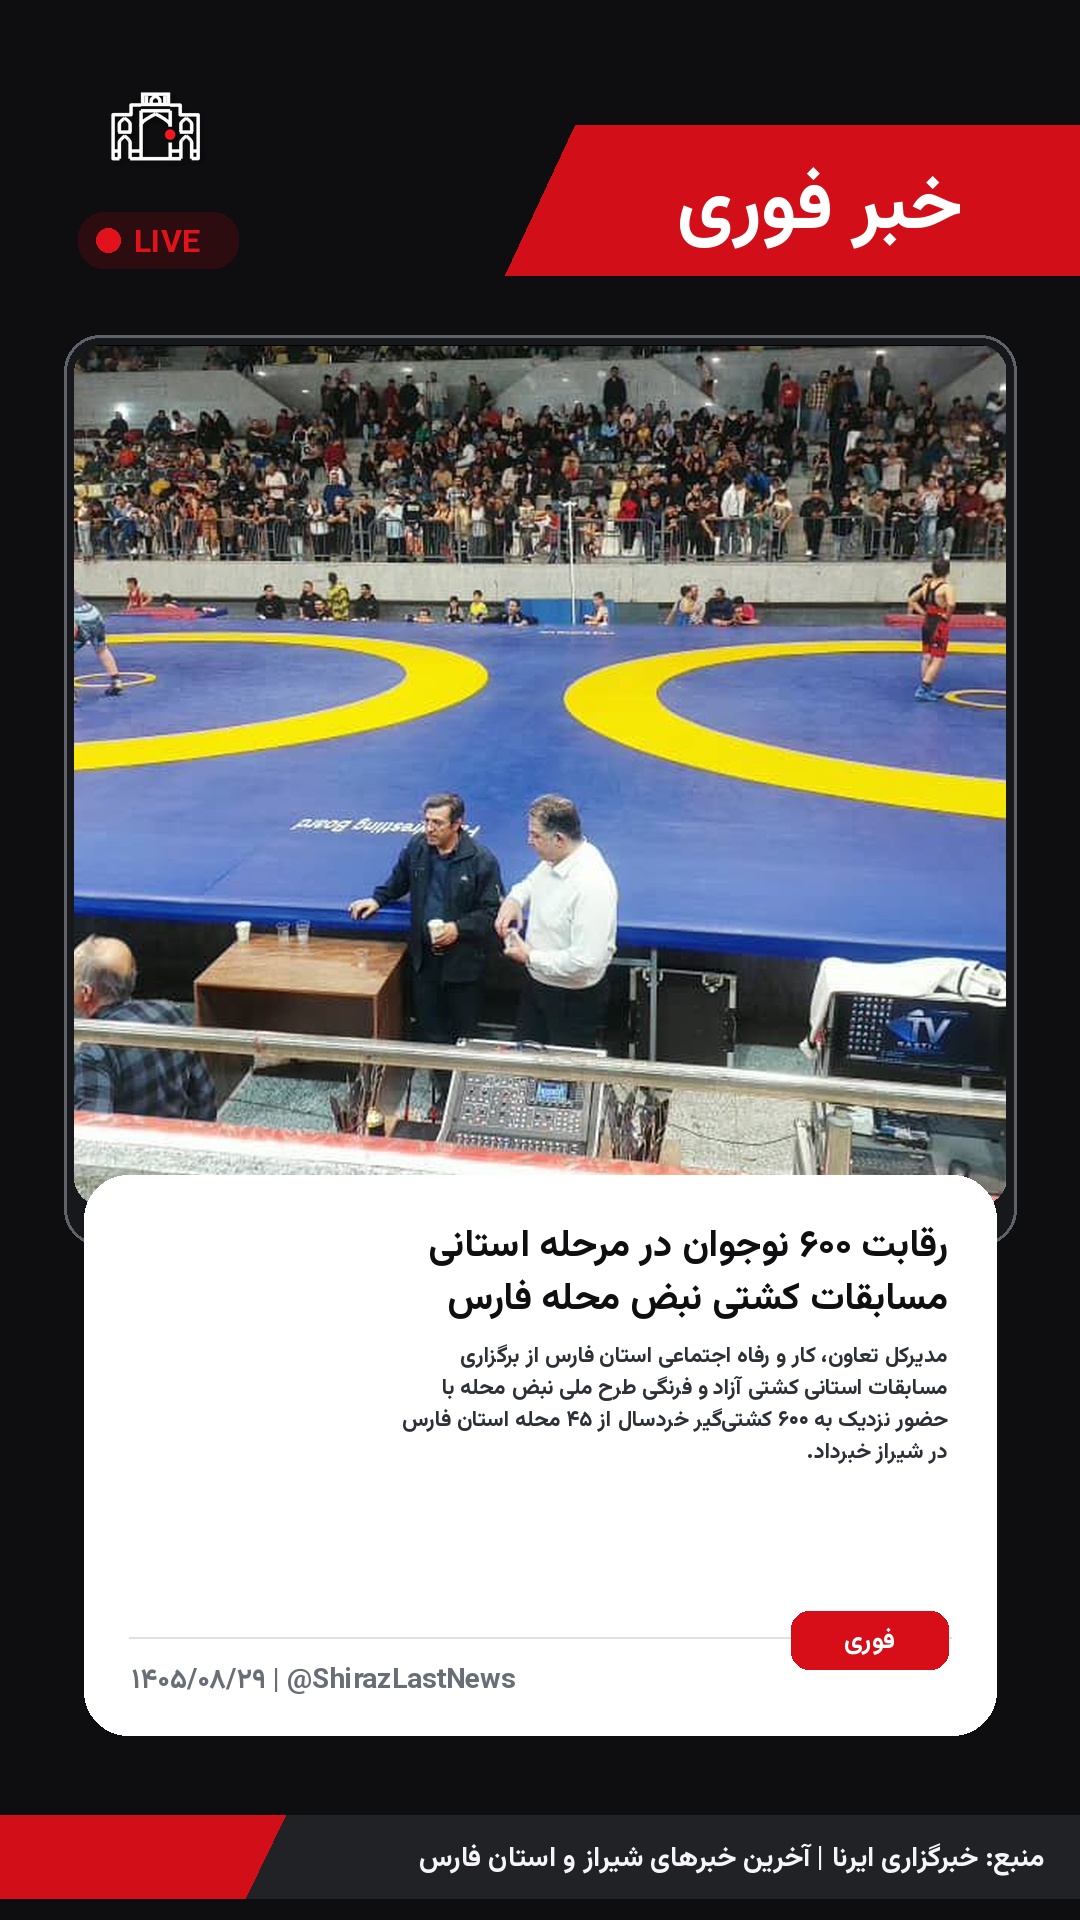 خبر فوری
LIVE
Wrestling Board
TV
رقابت ۶۰۰ نوجوان در مرحله استانی
مسابقات کشتی نبض محله فارس
مدیرکل تعاون، کار و رفاه اجتماعی استان فارس از برگزاری
مسابقات استانی کشتی آزاد و فرنگی طرح ملی نبض محله با
حضور نزدیک به ۶۰۰ کشتی‌گیر خردسال از ۴۵ محله استان فارس
در شیراز خبرداد.
فوری
۱۴۰۵/۰۸/۲۹ | @ShirazLastNews
منبع: خبرگزاری ایرنا | آخرین خبرهای شیراز و استان فارس